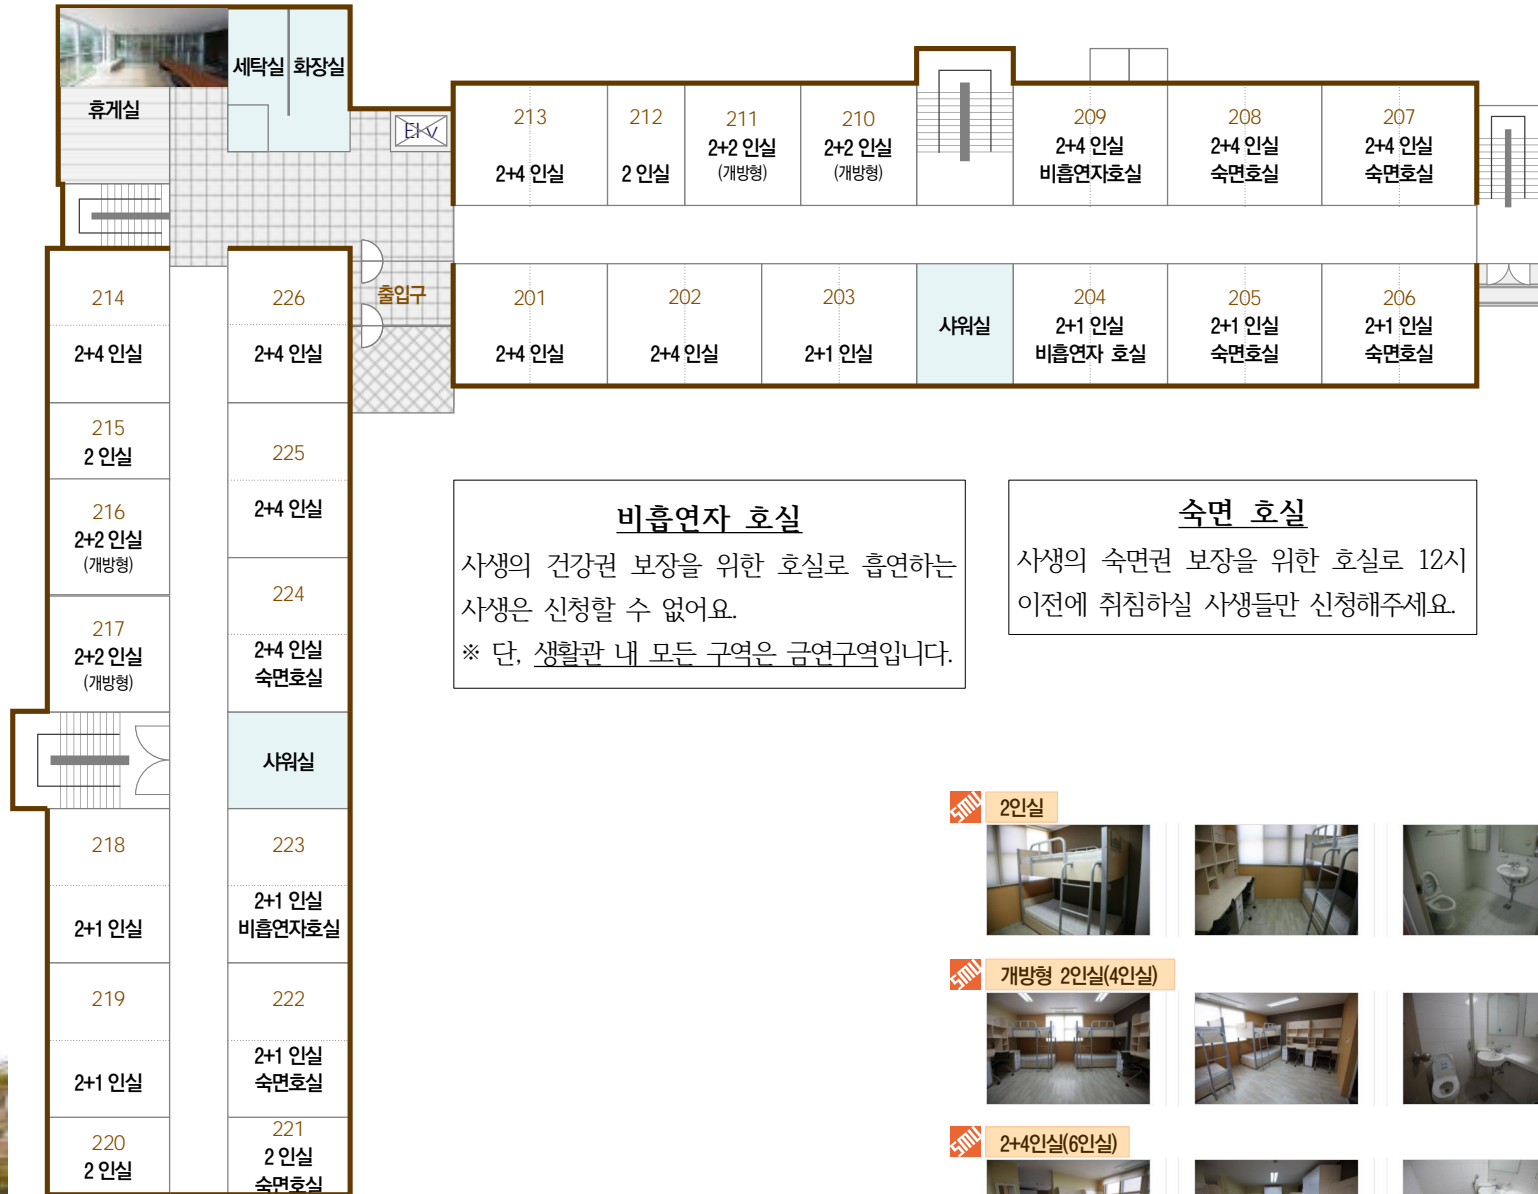 세탁실 화장실
휴게실
Elv
213
2+4 인실
212
2 인실
211
2+2 인실
(개방형)
210
2+2 인실
(개방형)
209
2+4 인실
비흡연자호실
208
2+4 인실
숙면호실
207
2+4 인실
숙면호실
출입구
201
2+4 인실
202
2+4 인실
203
2+1 인실
샤워실
204
2+1 인실
비흡연자 호실
205
2+1 인실
숙면호실
206
2+1 인실
숙면호실
214
2+4 인실
226
2+4 인실
215
2 인실
225
2+4 인실
216
2+2 인실
(개방형)
224
2+4 인실
숙면호실
217
2+2 인실
(개방형)
샤워실
218
2+1 인실
223
2+1 인실
비흡연자호실
219
2+1 인실
222
2+1 인실
숙면호실
220
2 인실
221
2 인실
숙면호실
비흡연자 호실
사생의 건강권 보장을 위한 호실로 흡연하는
사생은 신청할 수 없어요.
※ 단, 생활관 내 모든 구역은 금연구역입니다.
숙면 호실
사생의 숙면권 보장을 위한 호실로 12시
이전에 취침하실 사생들만 신청해주세요.
SMU 2인실
SMU 개방형 2인실(4인실)
SMU 2+4인실(6인실)